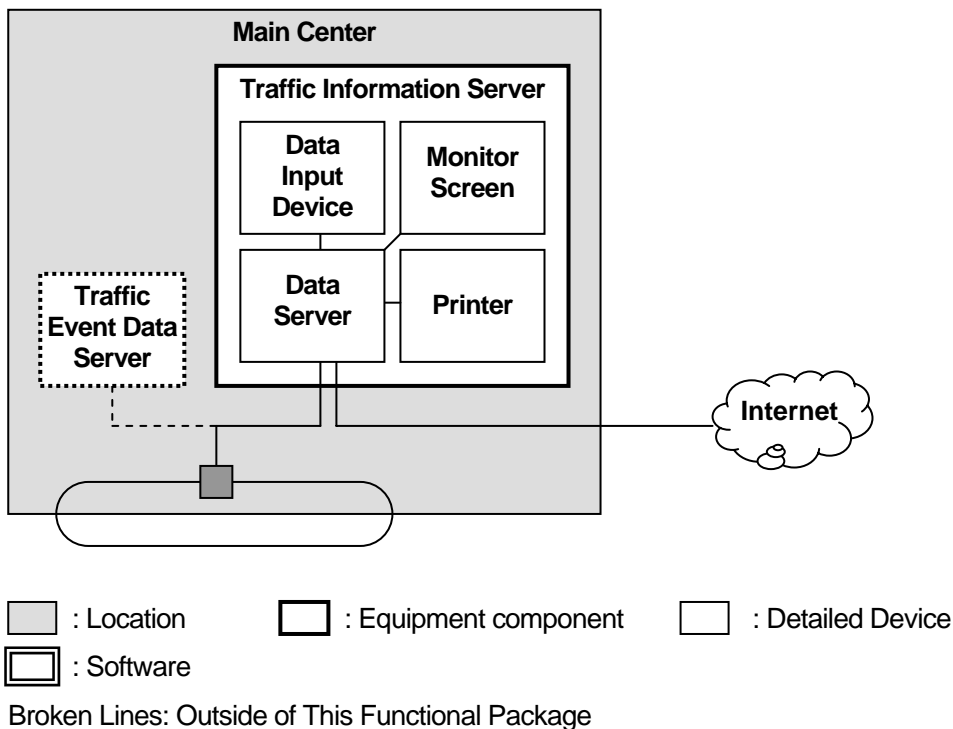 Main Center
Traffic Information Server
Data
Input
Device
Monitor
Screen
Data
Server
Printer
Traffic
Event Data
Server
Internet
: Location
: Equipment component
: Detailed Device
: Software
Broken Lines: Outside of This Functional Package